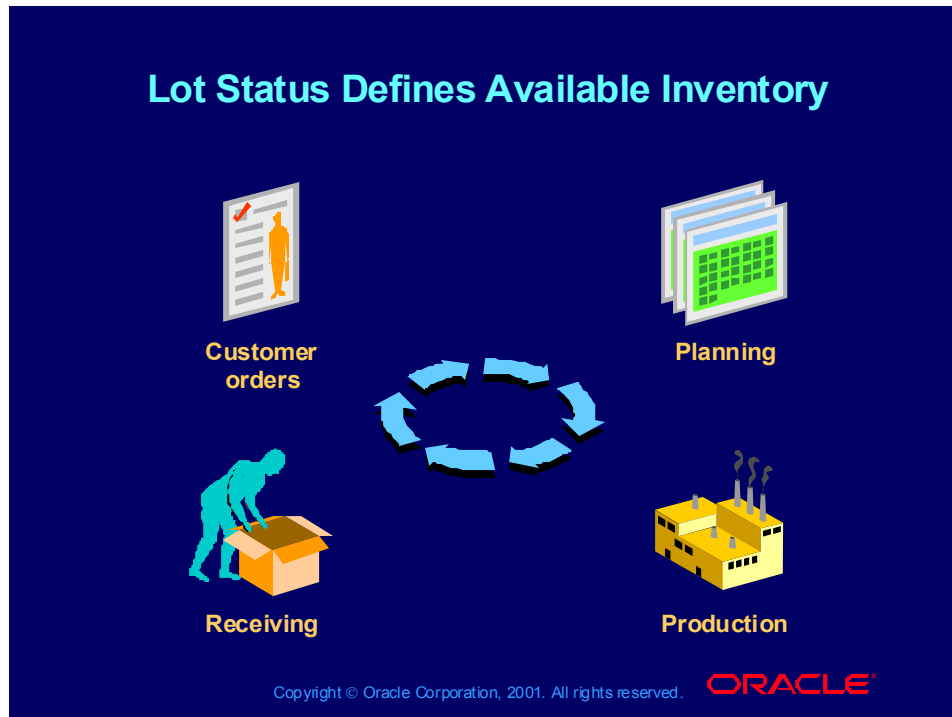 Lot Status Defines Available Inventory
Customer
orders
Planning
Receiving
Production
Copyright © Oracle Corporation, 2001. All rights reserved.
ORACLE®